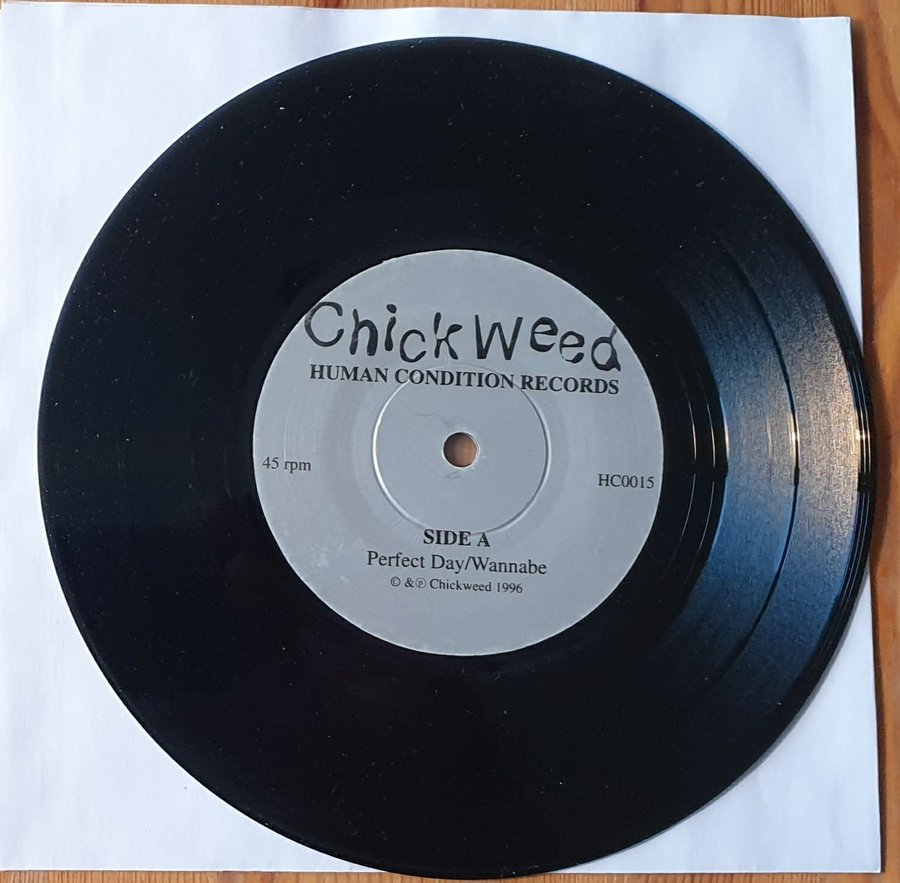 Chickweed
HUMAN CONDITION RECORDS
45 rpm
HC0015
SIDE A
Perfect Day/Wannabe
© &℗ Chickweed 1996